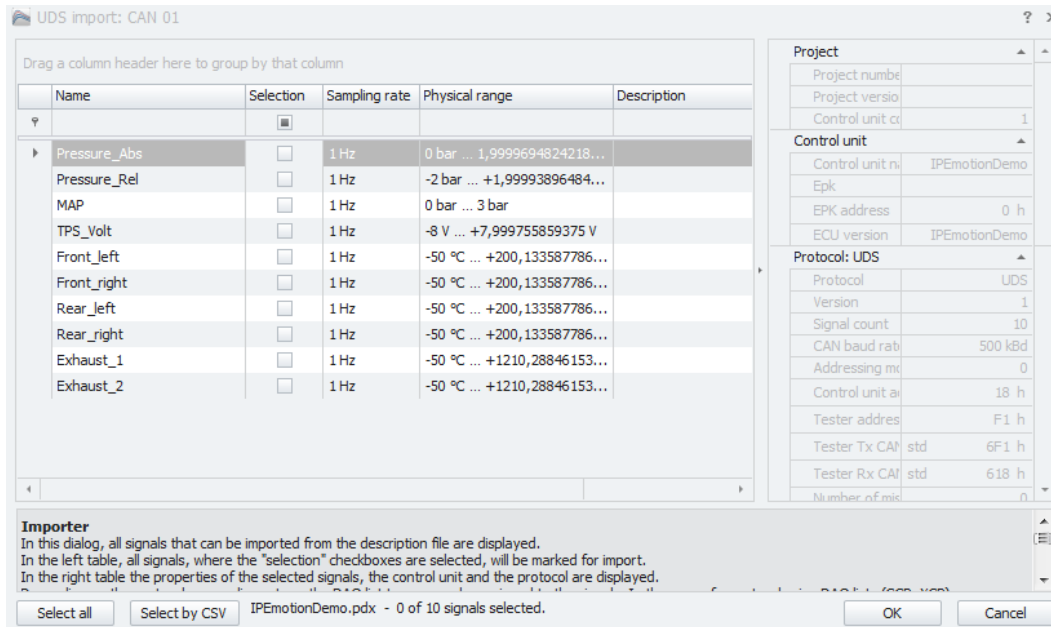 UDS import: CAN 01 ?
Drag a column header here to group by that column
Name Selection Sampling rate Physical range Description
Pressure_Abs 1 Hz 0 bar ... 1,9999694824218...
Pressure_Rel 1 Hz -2 bar ... +1,99993896484...
MAP 1 Hz 0 bar ... 3 bar
TPS_Volt 1 Hz -8 V ... +7,999755859375 V
Front_left 1 Hz -50 °C ... +200,133587786...
Front_right 1 Hz -50 °C ... +200,133587786...
Rear_left 1 Hz -50 °C ... +200,133587786...
Rear_right 1 Hz -50 °C ... +200,133587786...
Exhaust_1 1 Hz -50 °C ... +1210,28846153...
Exhaust_2 1 Hz -50 °C ... +1210,28846153...
Project
Project numbe
Project versio
Control unit co 1
Control unit
Control unit na IPEmotionDemo
Epk
EPK address 0 h
ECU version IPEmotionDemo
Protocol: UDS
Protocol UDS
Version 1
Signal count 10
CAN baud rate 500 kBd
Addressing mo 0
Control unit ad 18 h
Tester addres F1 h
Tester Tx CAN std 6F1 h
Tester Rx CAN std 618 h
Number of mis 0
Importer
In this dialog, all signals that can be imported from the description file are displayed.
In the left table, all signals, where the "selection" checkboxes are selected, will be marked for import.
In the right table the properties of the selected signals, the control unit and the protocol are displayed.
Select all Select by CSV IPEmotionDemo.pdx - 0 of 10 signals selected. OK Cancel